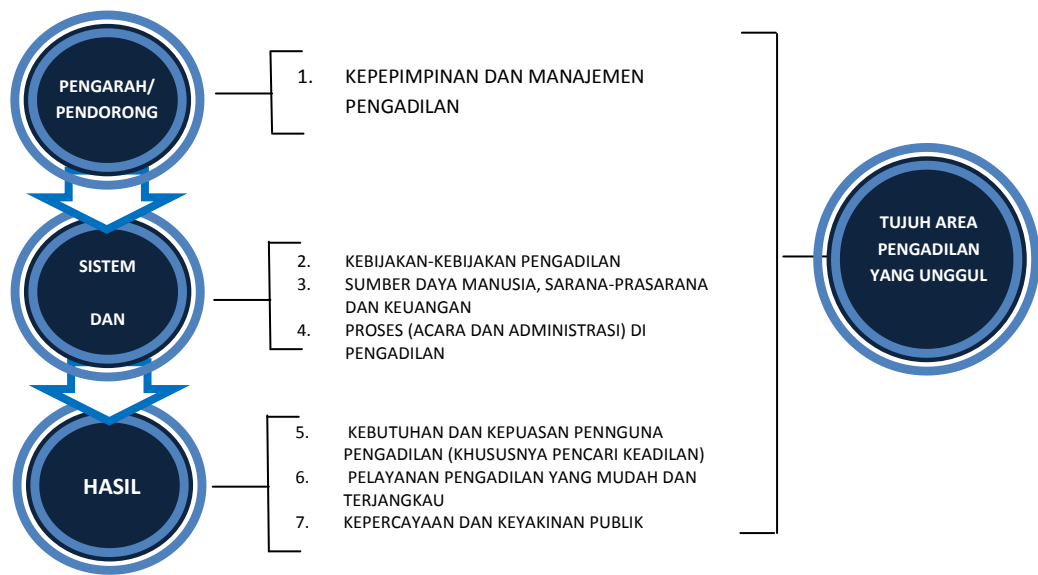 PENGARAH/
PENDORONG
1. KEPEPIMPINAN DAN MANAJEMEN
PENGADILAN
SISTEM
DAN
2. KEBIJAKAN-KEBIJAKAN PENGADILAN
3. SUMBER DAYA MANUSIA, SARANA-PRASARANA
DAN KEUANGAN
4. PROSES (ACARA DAN ADMINISTRASI) DI
PENGADILAN
HASIL
5. KEBUTUHAN DAN KEPUASAN PENNGUNA
PENGADILAN (KHUSUSNYA PENCARI KEADILAN)
6. PELAYANAN PENGADILAN YANG MUDAH DAN
TERJANGKAU
7. KEPERCAYAAN DAN KEYAKINAN PUBLIK
TUJUH AREA
PENGADILAN
YANG UNGGUL